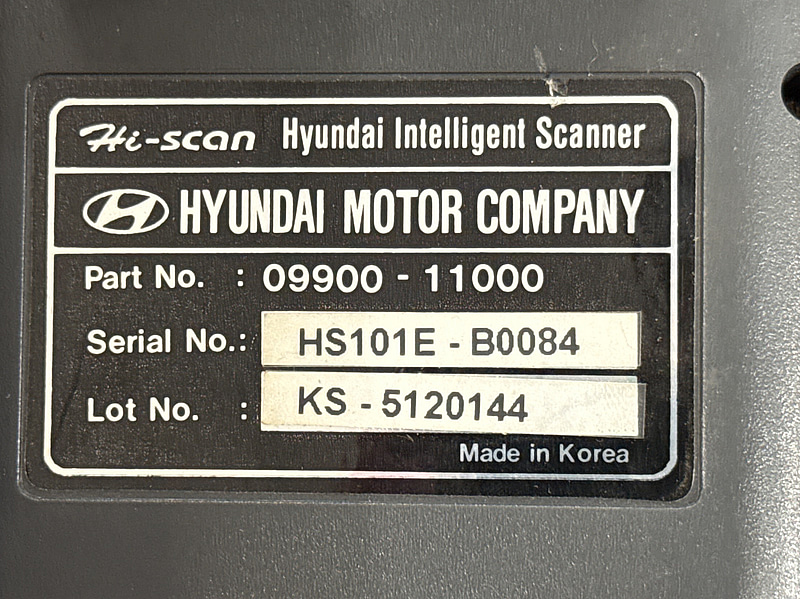 Hi-scan Hyundai Intelligent Scanner
HYUNDAI MOTOR COMPANY
Part No. : 09900 - 11000
Serial No.: HS101E - B0084
Lot No. : KS - 5120144
Made in Korea